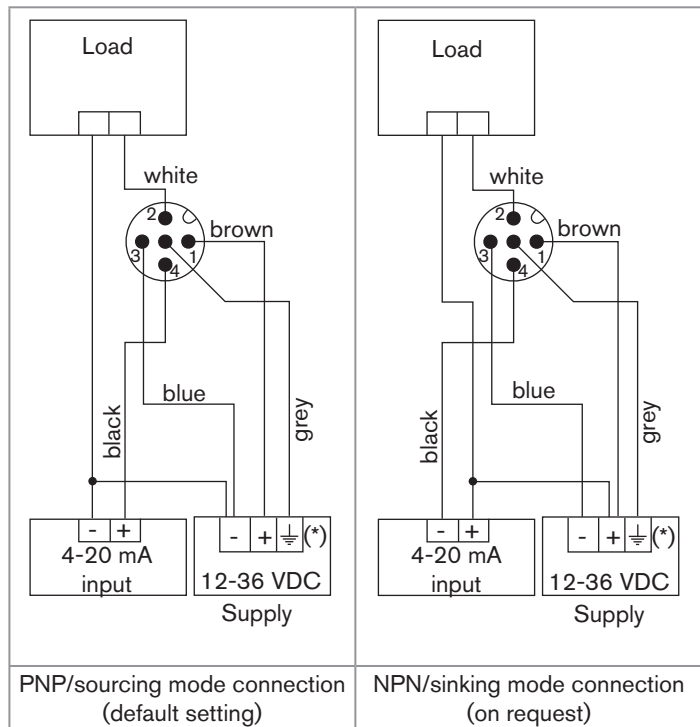 Load
white
2
brown
3
1
4
blue
black
grey
- +
4-20 mA
input
- + (*)
12-36 VDC
Supply
PNP/sourcing mode connection
(default setting)
Load
white
2
brown
3
1
4
blue
black
grey
- +
4-20 mA
input
- + (*)
12-36 VDC
Supply
NPN/sinking mode connection
(on request)